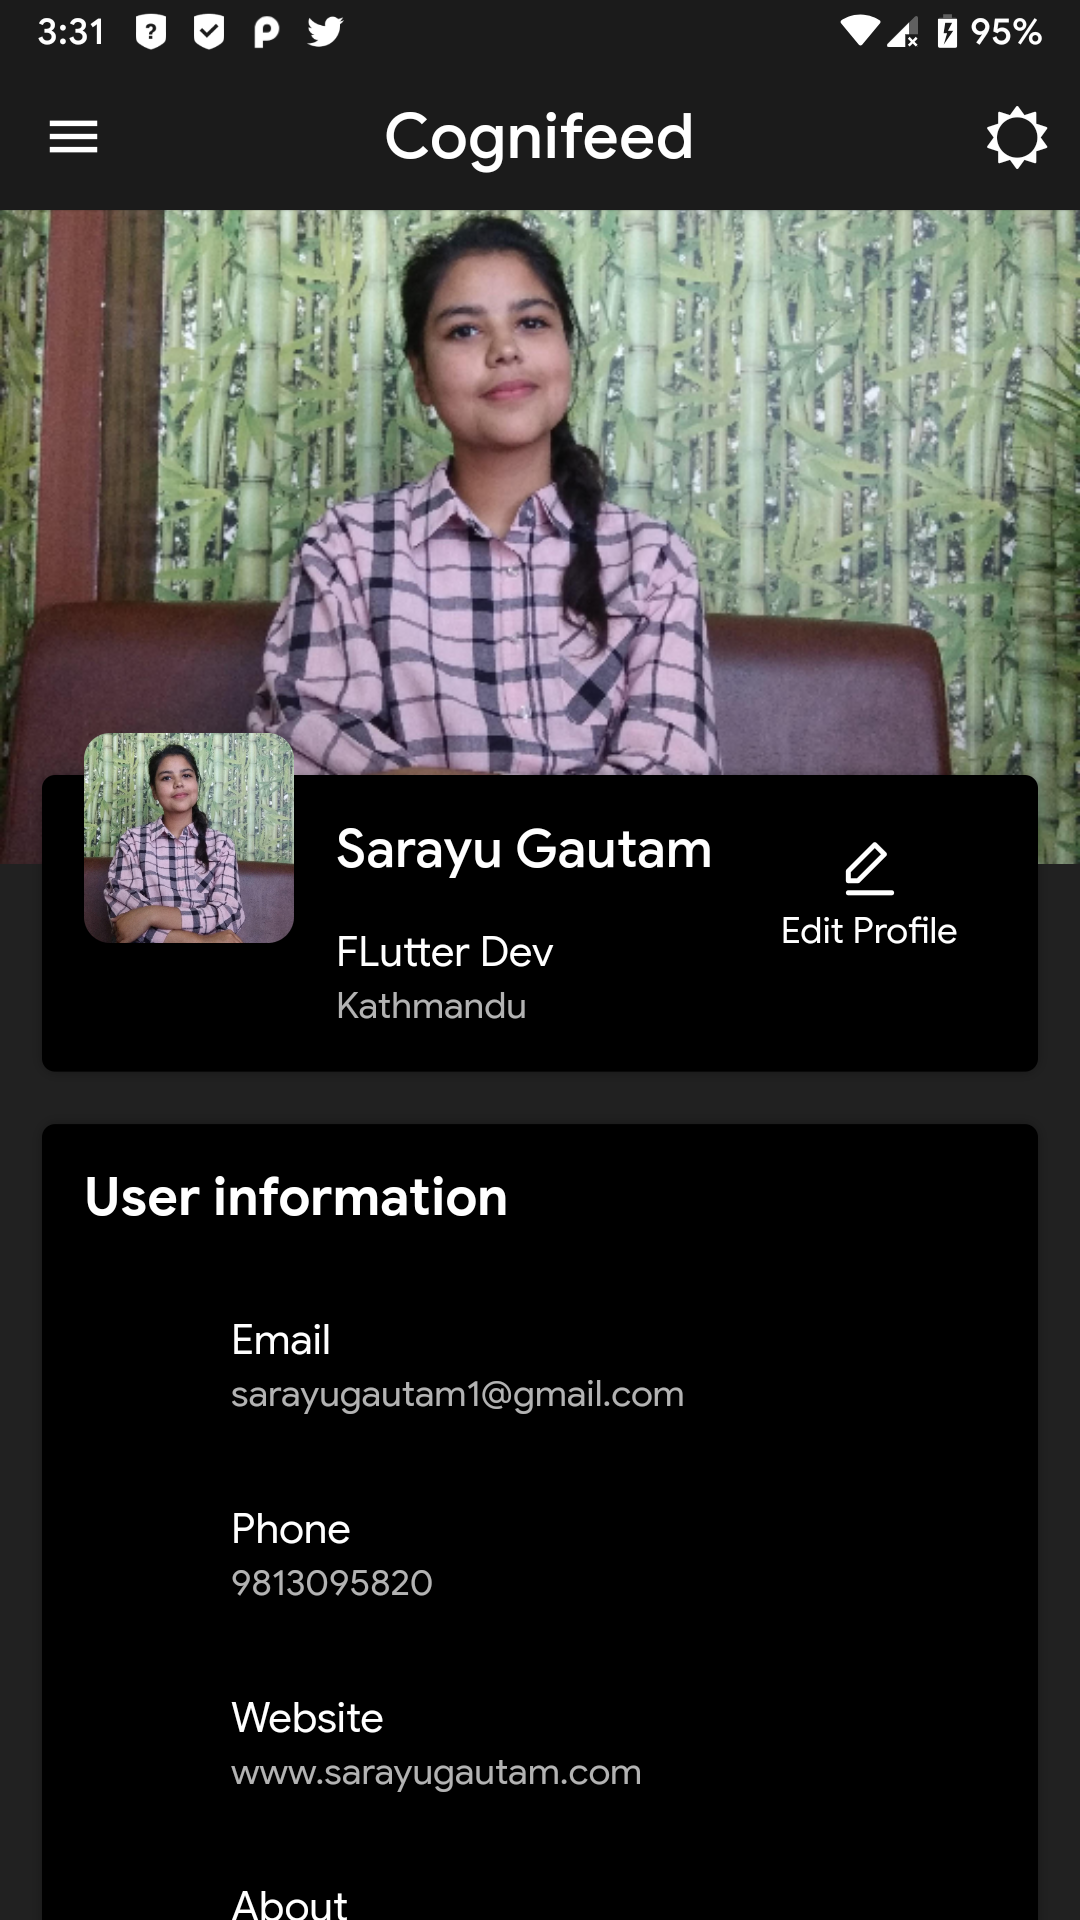 3:31
95%
Cognifeed
Sarayu Gautam
FLutter Dev
Kathmandu
Edit Profile
User information
Email
sarayugautam1@gmail.com
Phone
9813095820
Website
www.sarayugautam.com
About